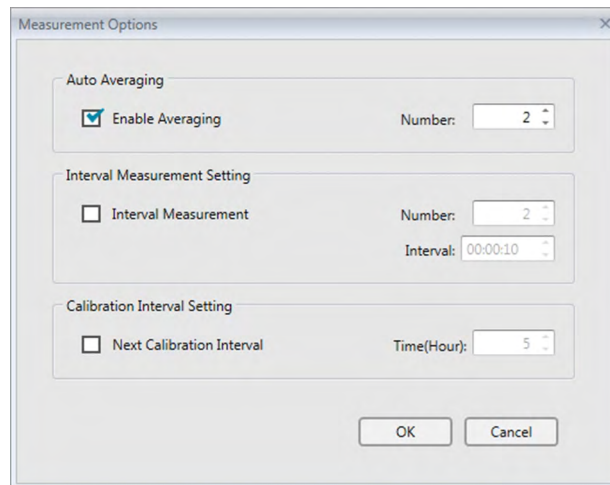 Measurement Options
Auto Averaging
Enable Averaging Number: 2
Interval Measurement Setting
Interval Measurement Number: 2
Interval: 00:00:10
Calibration Interval Setting
Next Calibration Interval Time(Hour): 5
OK Cancel